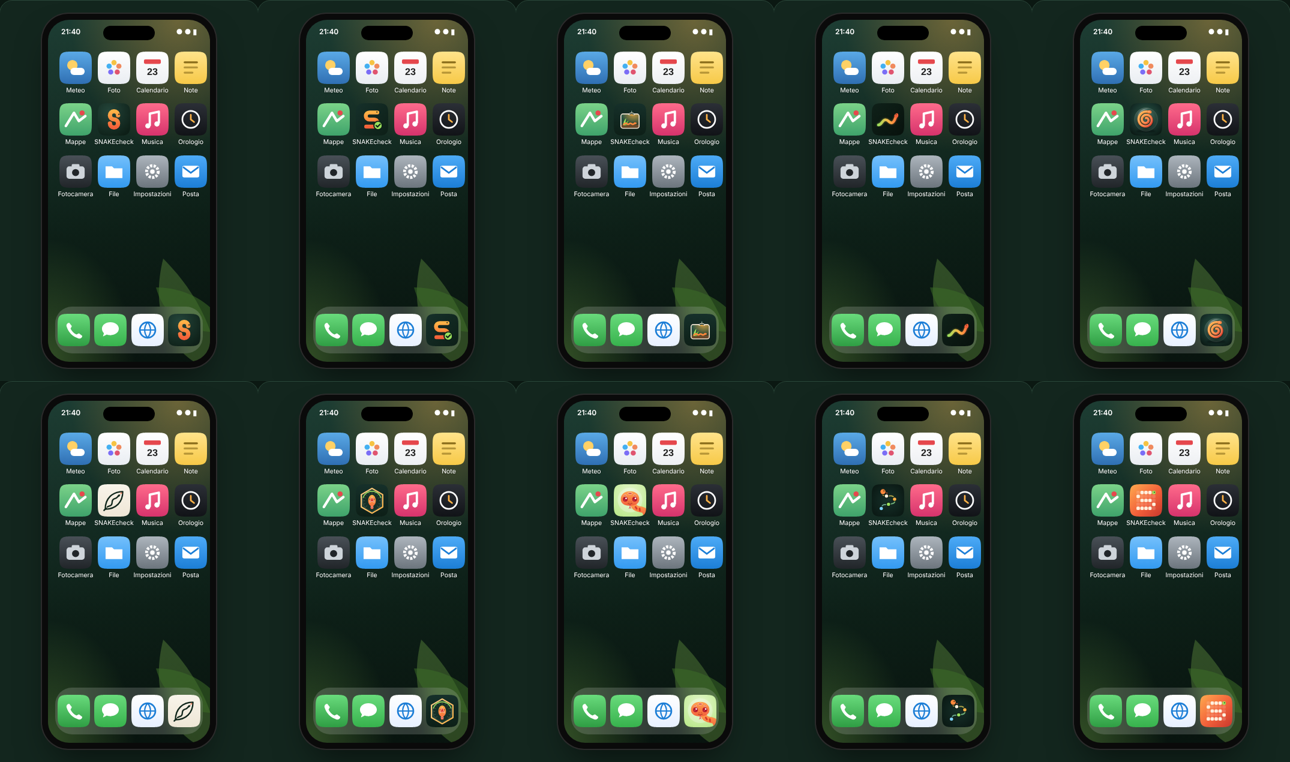 21:40 21:40 21:40 21:40 21:40
23 23 23 23 23
Meteo Foto Calendario Note Meteo Foto Calendario Note Meteo Foto Calendario Note Meteo Foto Calendario Note Meteo Foto Calendario Note
Mappe SNAKEcheck Musica Orologio Mappe SNAKEcheck Musica Orologio Mappe SNAKEcheck Musica Orologio Mappe SNAKEcheck Musica Orologio Mappe SNAKEcheck Musica Orologio
Fotocamera File Impostazioni Posta Fotocamera File Impostazioni Posta Fotocamera File Impostazioni Posta Fotocamera File Impostazioni Posta Fotocamera File Impostazioni Posta
21:40 21:40 21:40 21:40 21:40
23 23 23 23 23
Meteo Foto Calendario Note Meteo Foto Calendario Note Meteo Foto Calendario Note Meteo Foto Calendario Note Meteo Foto Calendario Note
Mappe SNAKEcheck Musica Orologio Mappe SNAKEcheck Musica Orologio Mappe SNAKEcheck Musica Orologio Mappe SNAKEcheck Musica Orologio Mappe SNAKEcheck Musica Orologio
Fotocamera File Impostazioni Posta Fotocamera File Impostazioni Posta Fotocamera File Impostazioni Posta Fotocamera File Impostazioni Posta Fotocamera File Impostazioni Posta